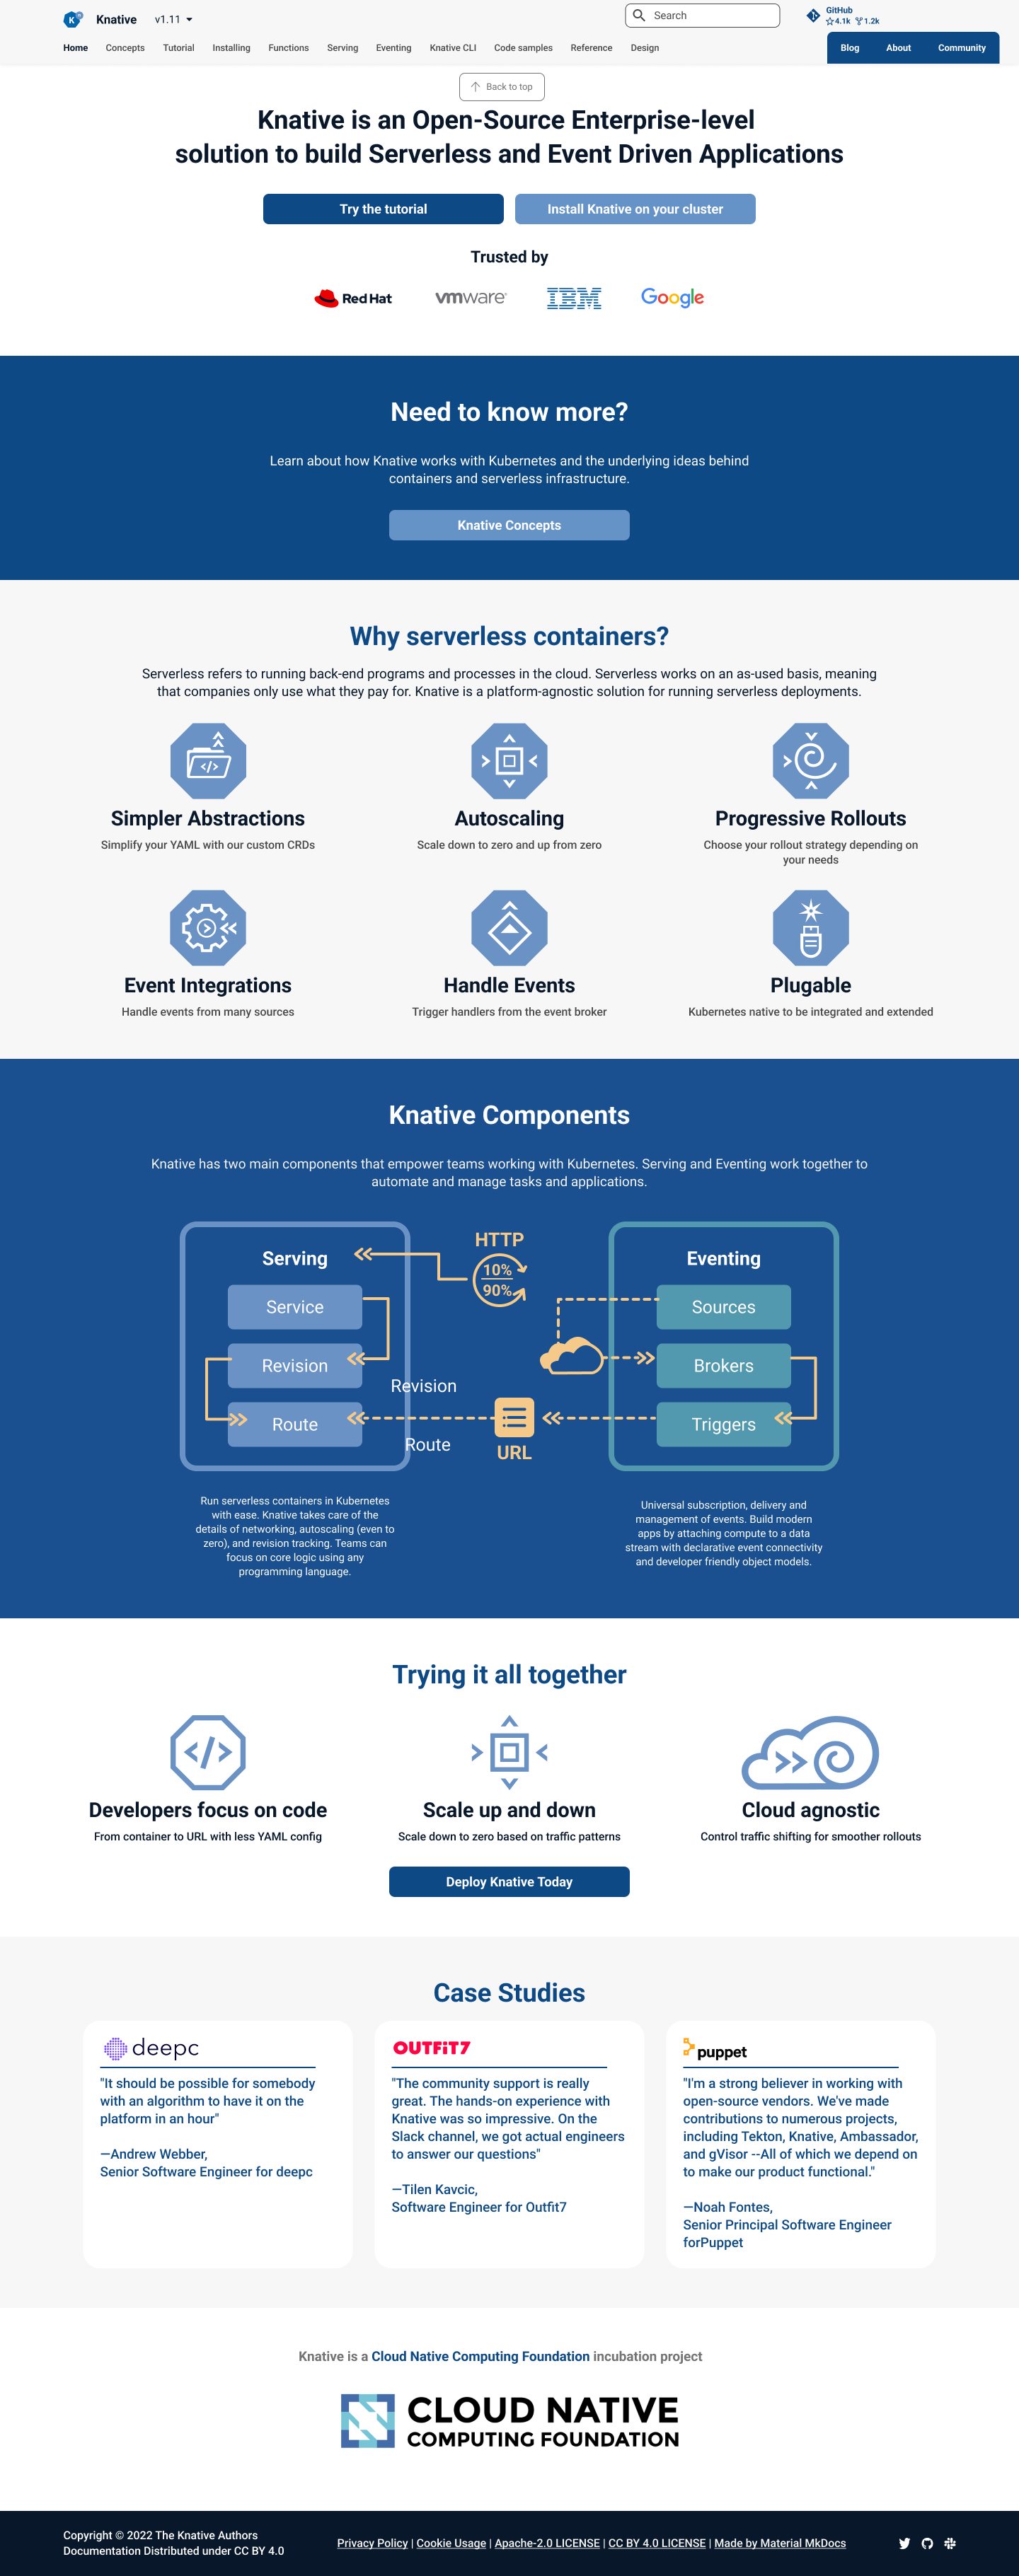 Knative v1.11
Search
GitHub
4.1k 1.2k
Home Concepts Tutorial Installing Functions Serving Eventing Knative CLI Code samples Reference Design
Blog About Community
Back to top
Knative is an Open-Source Enterprise-level
solution to build Serverless and Event Driven Applications
Try the tutorial
Install Knative on your cluster
Trusted by
Red Hat
vmware
IBM
Google
Need to know more?
Learn about how Knative works with Kubernetes and the underlying ideas behind
containers and serverless infrastructure.
Knative Concepts
Why serverless containers?
Serverless refers to running back-end programs and processes in the cloud. Serverless works on an as-used basis, meaning
that companies only use what they pay for. Knative is a platform-agnostic solution for running serverless deployments.
Simpler Abstractions
Simplify your YAML with our custom CRDs
Autoscaling
Scale down to zero and up from zero
Progressive Rollouts
Choose your rollout strategy depending on
your needs
Event Integrations
Handle events from many sources
Handle Events
Trigger handlers from the event broker
Plugable
Kubernetes native to be integrated and extended
Knative Components
Knative has two main components that empower teams working with Kubernetes. Serving and Eventing work together to
automate and manage tasks and applications.
Serving
Service
Revision
Route
HTTP
10%
90%
Revision
Route
URL
Eventing
Sources
Brokers
Triggers
Run serverless containers in Kubernetes
with ease. Knative takes care of the
details of networking, autoscaling (even to
zero), and revision tracking. Teams can
focus on core logic using any
programming language.
Universal subscription, delivery and
management of events. Build modern
apps by attaching compute to a data
stream with declarative event connectivity
and developer friendly object models.
Trying it all together
Developers focus on code
From container to URL with less YAML config
Scale up and down
Scale down to zero based on traffic patterns
Cloud agnostic
Control traffic shifting for smoother rollouts
Deploy Knative Today
Case Studies
deepc
"It should be possible for somebody
with an algorithm to have it on the
platform in an hour"
—Andrew Webber,
Senior Software Engineer for deepc
OUTFiT7
"The community support is really
great. The hands-on experience with
Knative was so impressive. On the
Slack channel, we got actual engineers
to answer our questions"
—Tilen Kavcic,
Software Engineer for Outfit7
puppet
"I'm a strong believer in working with
open-source vendors. We've made
contributions to numerous projects,
including Tekton, Knative, Ambassador,
and gVisor --All of which we depend on
to make our product functional."
—Noah Fontes,
Senior Principal Software Engineer
forPuppet
Knative is a Cloud Native Computing Foundation incubation project
CLOUD NATIVE
COMPUTING FOUNDATION
Copyright © 2022 The Knative Authors
Documentation Distributed under CC BY 4.0
Privacy Policy | Cookie Usage | Apache-2.0 LICENSE | CC BY 4.0 LICENSE | Made by Material MkDocs